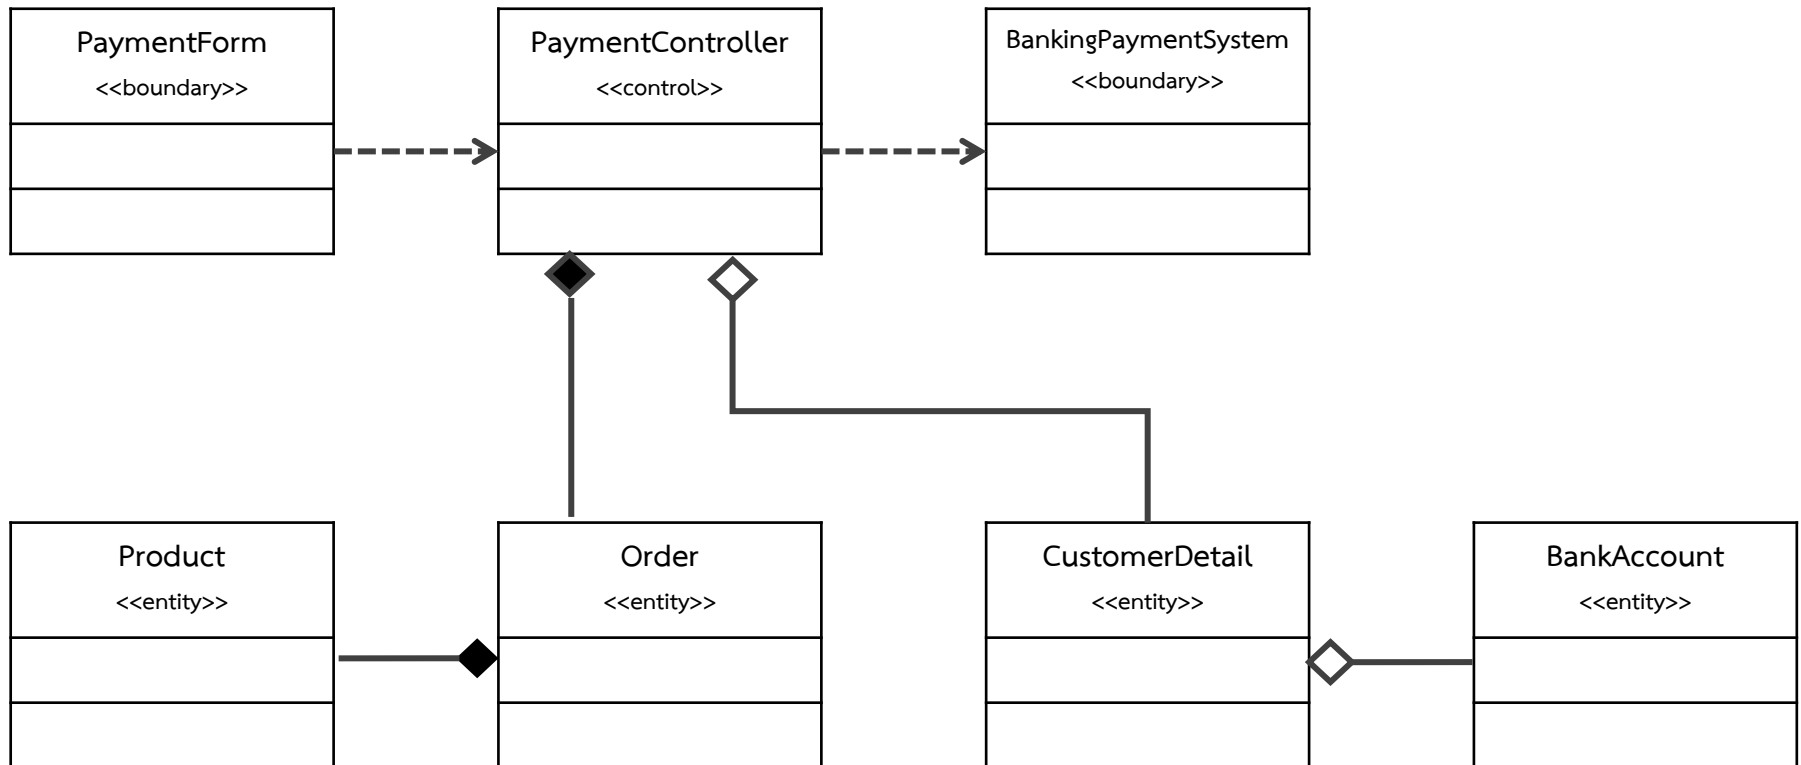 PaymentForm
<<boundary>>
PaymentController
<<control>>
BankingPaymentSystem
<<boundary>>
Product
<<entity>>
Order
<<entity>>
CustomerDetail
<<entity>>
BankAccount
<<entity>>